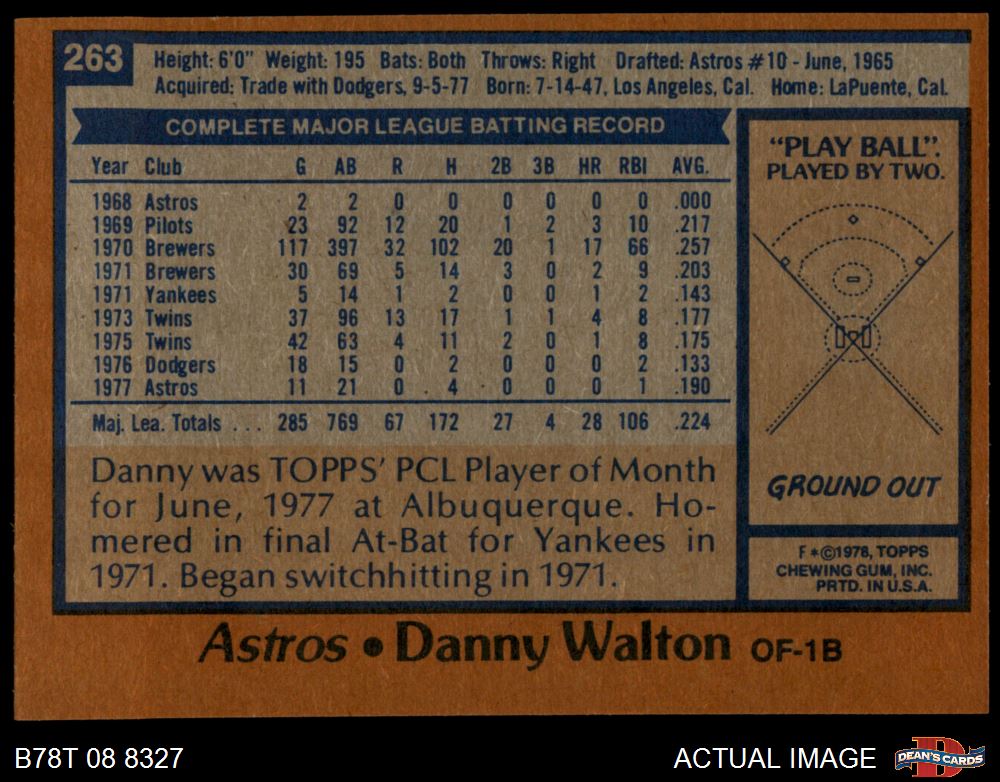 263
Height: 6'0" Weight: 195 Bats: Both Throws: Right Drafted: Astros #10 - June, 1965
Acquired: Trade with Dodgers, 9-5-77 Born: 7-14-47, Los Angeles, Cal. Home: LaPuente, Cal.
COMPLETE MAJOR LEAGUE BATTING RECORD
Year Club G AB R H 2B 3B HR RBI AVG.
1968 Astros 2 2 0 0 0 0 0 0 .000
1969 Pilots 23 92 12 20 1 2 3 10 .217
1970 Brewers 117 397 32 102 20 1 17 66 .257
1971 Brewers 30 69 5 14 3 0 2 9 .203
1971 Yankees 5 14 1 2 0 0 1 2 .143
1973 Twins 37 96 13 17 1 1 4 8 .177
1975 Twins 42 63 4 11 2 0 1 8 .175
1976 Dodgers 18 15 0 2 0 0 0 2 .133
1977 Astros 11 21 0 4 0 0 0 1 .190
Maj. Lea. Totals . . . 285 769 67 172 27 4 28 106 .224
Danny was TOPPS' PCL Player of Month
for June, 1977 at Albuquerque. Ho-
mered in final At-Bat for Yankees in
1971. Began switchhitting in 1971.
"PLAY BALL".
PLAYED BY TWO.
GROUND OUT
F *©1978, TOPPS
CHEWING GUM, INC.
PRTD. IN U.S.A.
Astros • Danny Walton OF-1B
B78T 08 8327
ACTUAL IMAGE
DEAN'S CARDS